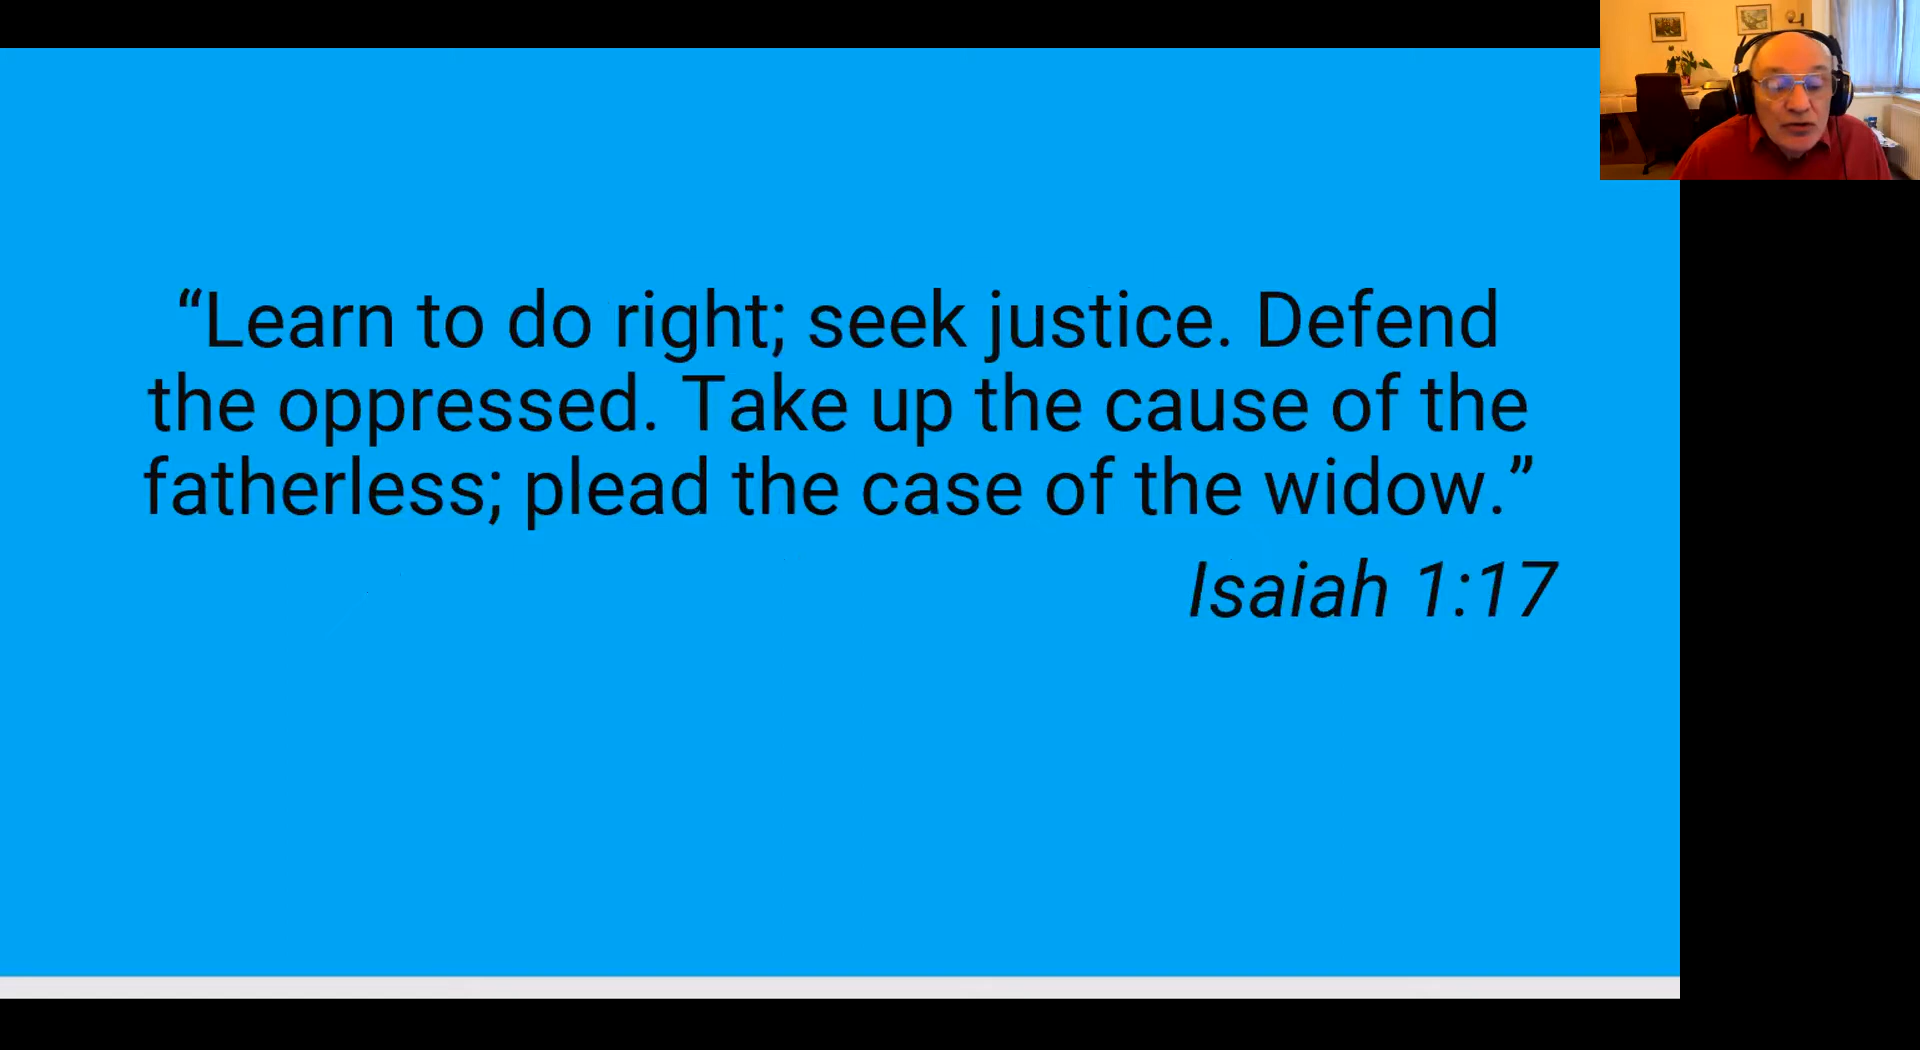 “Learn to do right; seek justice. Defend
the oppressed. Take up the cause of the
fatherless; plead the case of the widow.”
Isaiah 1:17